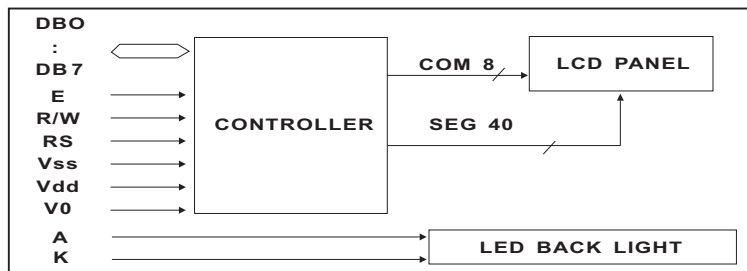 DBO
:
DB7
E
R/W
RS
Vss
Vdd
V0
A
K
CONTROLLER
COM 8
SEG 40
LCD PANEL
LED BACK LIGHT